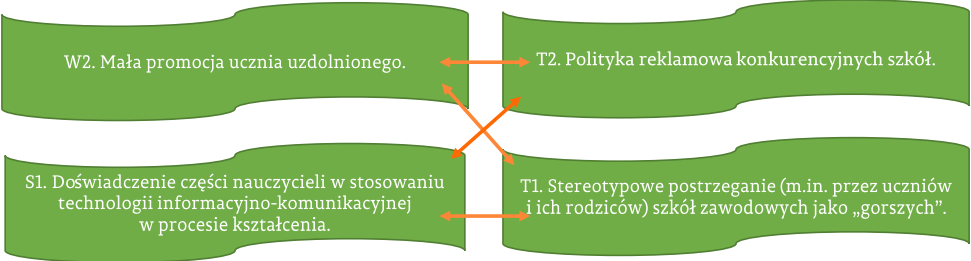 W2. Mała promocja ucznia uzdolnionego.
T2. Polityka reklamowa konkurencyjnych szkół.
S1. Doświadczenie części nauczycieli w stosowaniu
technologii informacyjno-komunikacyjnej
w procesie kształcenia.
T1. Stereotypowe postrzeganie (m.in. przez uczniów
i ich rodziców) szkół zawodowych jako „gorszych”.